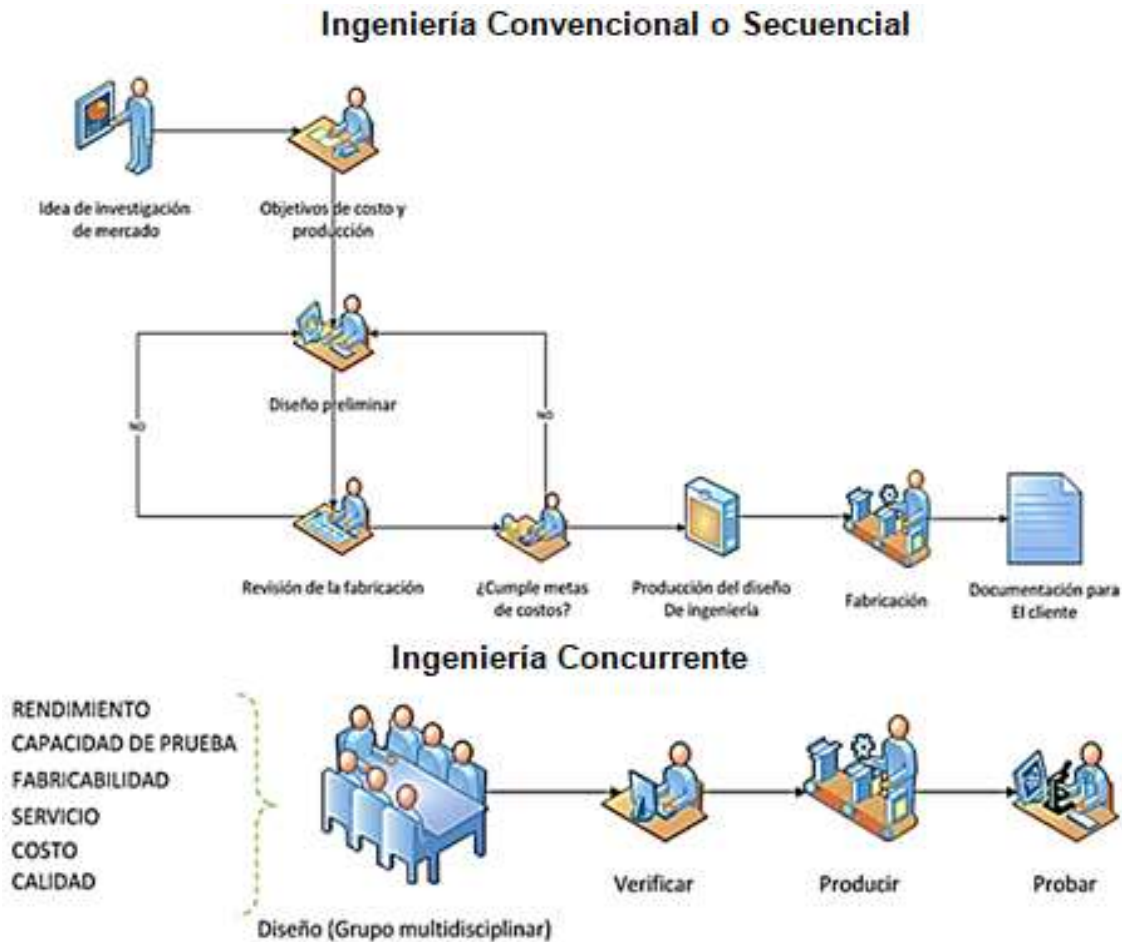 Ingeniería Convencional o Secuencial
Idea de investigación
de mercado
Objetivos de costo y
producción
Diseño preliminar
NO
NO
Revisión de la fabricación
¿Cumple metas
de costos?
Producción del diseño
De ingeniería
Fabricación
Documentación para
El cliente
Ingeniería Concurrente
RENDIMIENTO
CAPACIDAD DE PRUEBA
FABRICABILIDAD
SERVICIO
COSTO
CALIDAD
Diseño (Grupo multidisciplinar)
Verificar
Producir
Probar